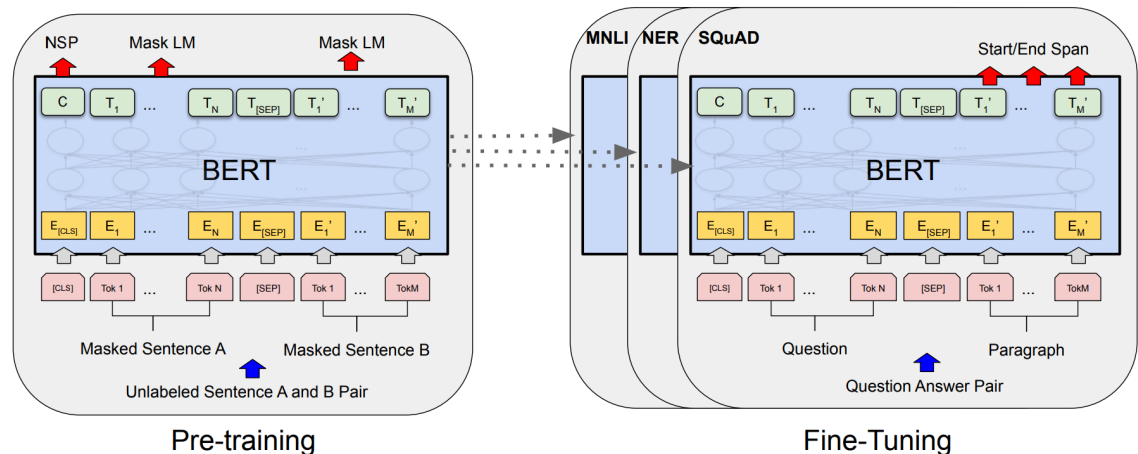 NSP Mask LM Mask LM
C T1 ... TN T[SEP] T1' ... TM'
BERT
E[CLS] E1 ... EN E[SEP] E1' ... EM'
[CLS] Tok 1 ... Tok N [SEP] Tok 1 ... TokM
Masked Sentence A Masked Sentence B
Unlabeled Sentence A and B Pair
Pre-training
MNLI NER SQuAD
Start/End Span
C T1 ... TN T[SEP] T1' ... TM'
BERT
E[CLS] E1 ... EN E[SEP] E1' ... EM'
[CLS] Tok 1 ... Tok N [SEP] Tok 1 ... TokM
Question Paragraph
Question Answer Pair
Fine-Tuning